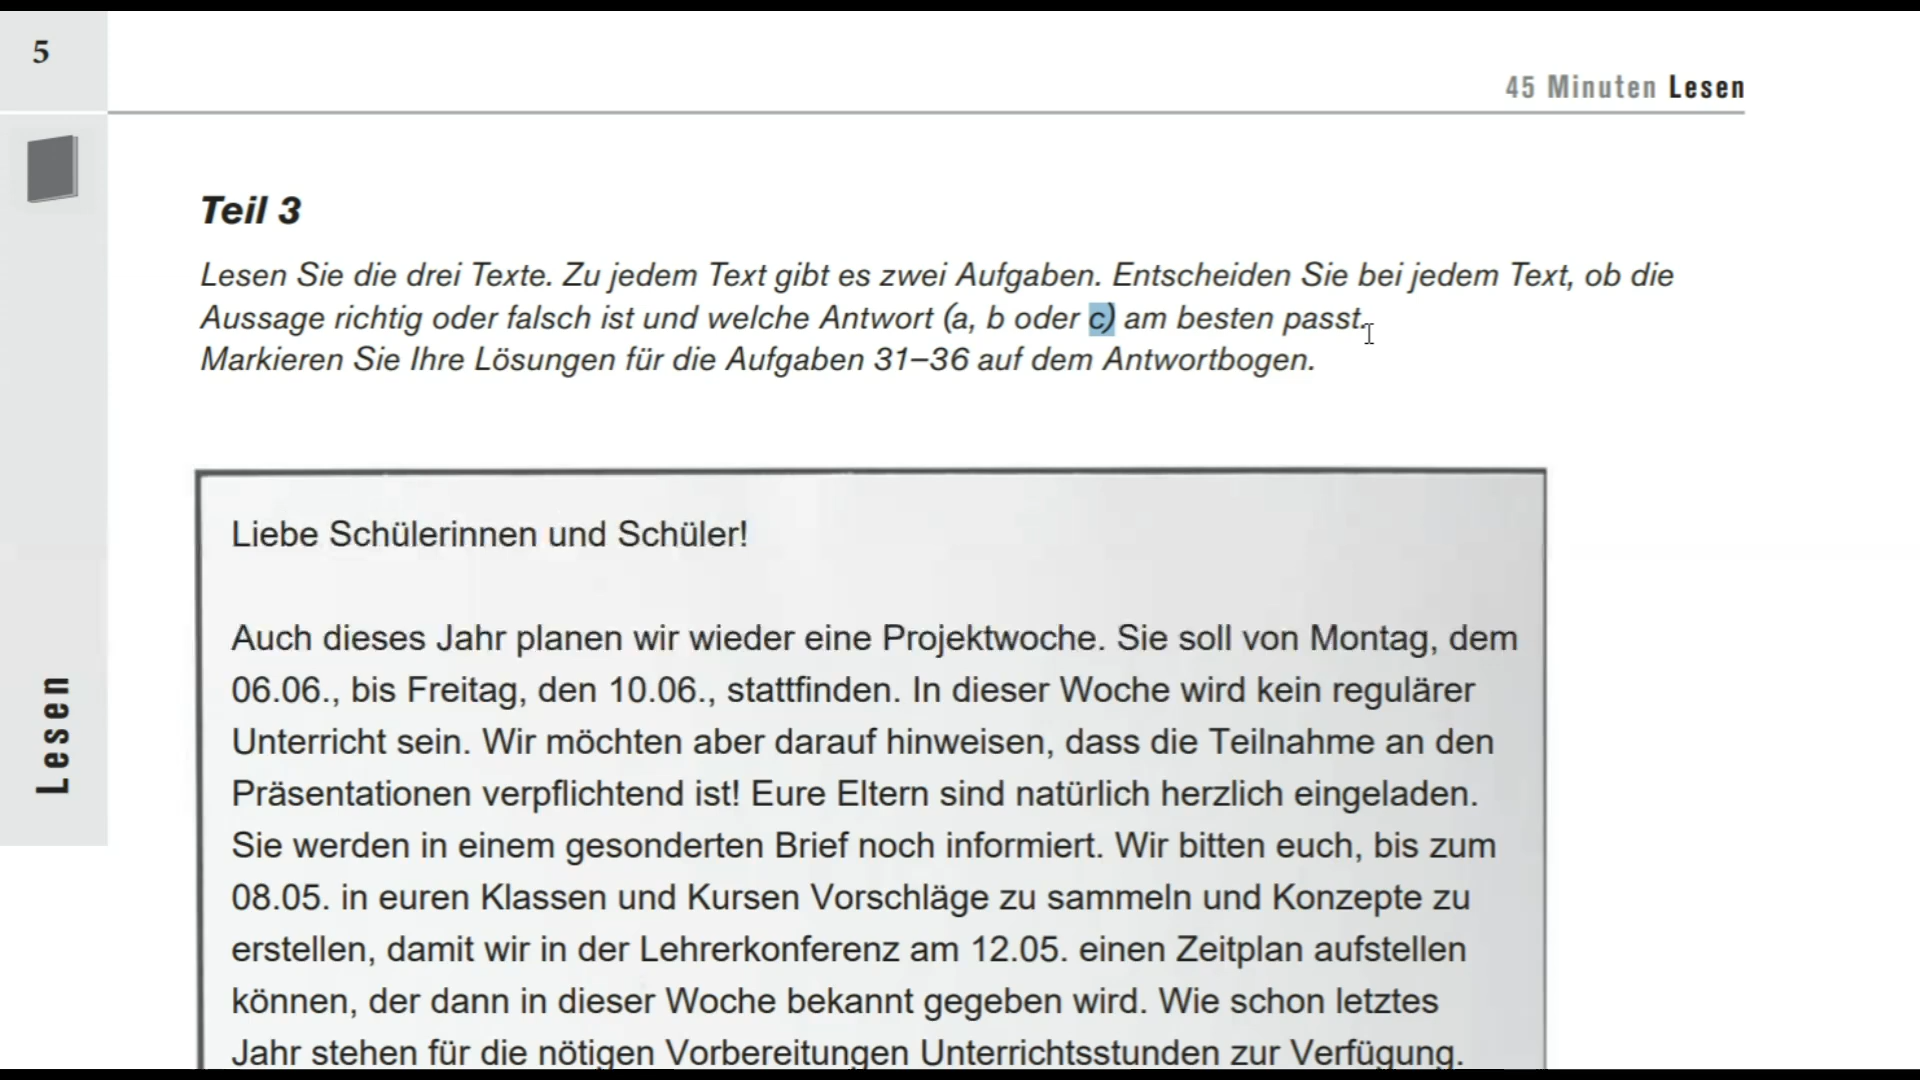 5
45 Minuten Lesen
Teil 3
Lesen Sie die drei Texte. Zu jedem Text gibt es zwei Aufgaben. Entscheiden Sie bei jedem Text, ob die
Aussage richtig oder falsch ist und welche Antwort (a, b oder c) am besten passt.
Markieren Sie Ihre Lösungen für die Aufgaben 31–36 auf dem Antwortbogen.
Liebe Schülerinnen und Schüler!
Auch dieses Jahr planen wir wieder eine Projektwoche. Sie soll von Montag, dem
06.06., bis Freitag, den 10.06., stattfinden. In dieser Woche wird kein regulärer
Unterricht sein. Wir möchten aber darauf hinweisen, dass die Teilnahme an den
Präsentationen verpflichtend ist! Eure Eltern sind natürlich herzlich eingeladen.
Sie werden in einem gesonderten Brief noch informiert. Wir bitten euch, bis zum
08.05. in euren Klassen und Kursen Vorschläge zu sammeln und Konzepte zu
erstellen, damit wir in der Lehrerkonferenz am 12.05. einen Zeitplan aufstellen
können, der dann in dieser Woche bekannt gegeben wird. Wie schon letztes
Jahr stehen für die nötigen Vorbereitungen Unterrichtsstunden zur Verfügung.
Lesen